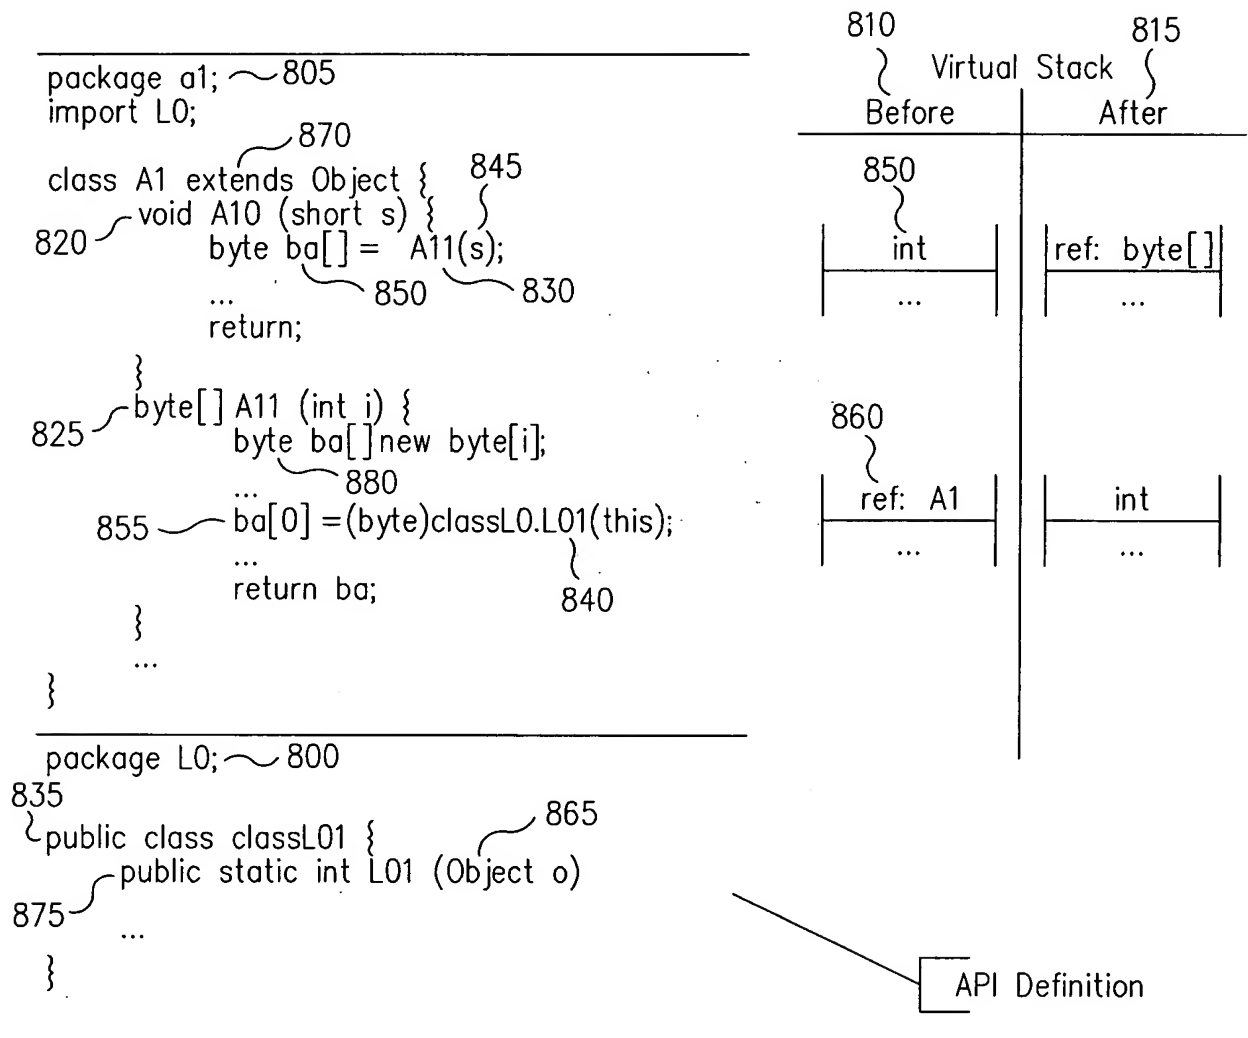 810
815
Virtual Stack
Before
After
package a1; 805
import L0;
870
class A1 extends Object {
845
820
void A10 (short s) {
byte ba[] = A11(s);
850
830
...
return;
}
850
int
ref: byte[]
...
...
825
byte[] A11 (int i) {
byte ba[]new byte[i];
880
...
855
ba[0] =(byte)classL0.L01(this);
...
840
return ba;
}
...
}
860
ref: A1
int
...
...
package L0; 800
835
public class classL01 {
865
875
public static int L01 (Object o)
...
}
API Definition